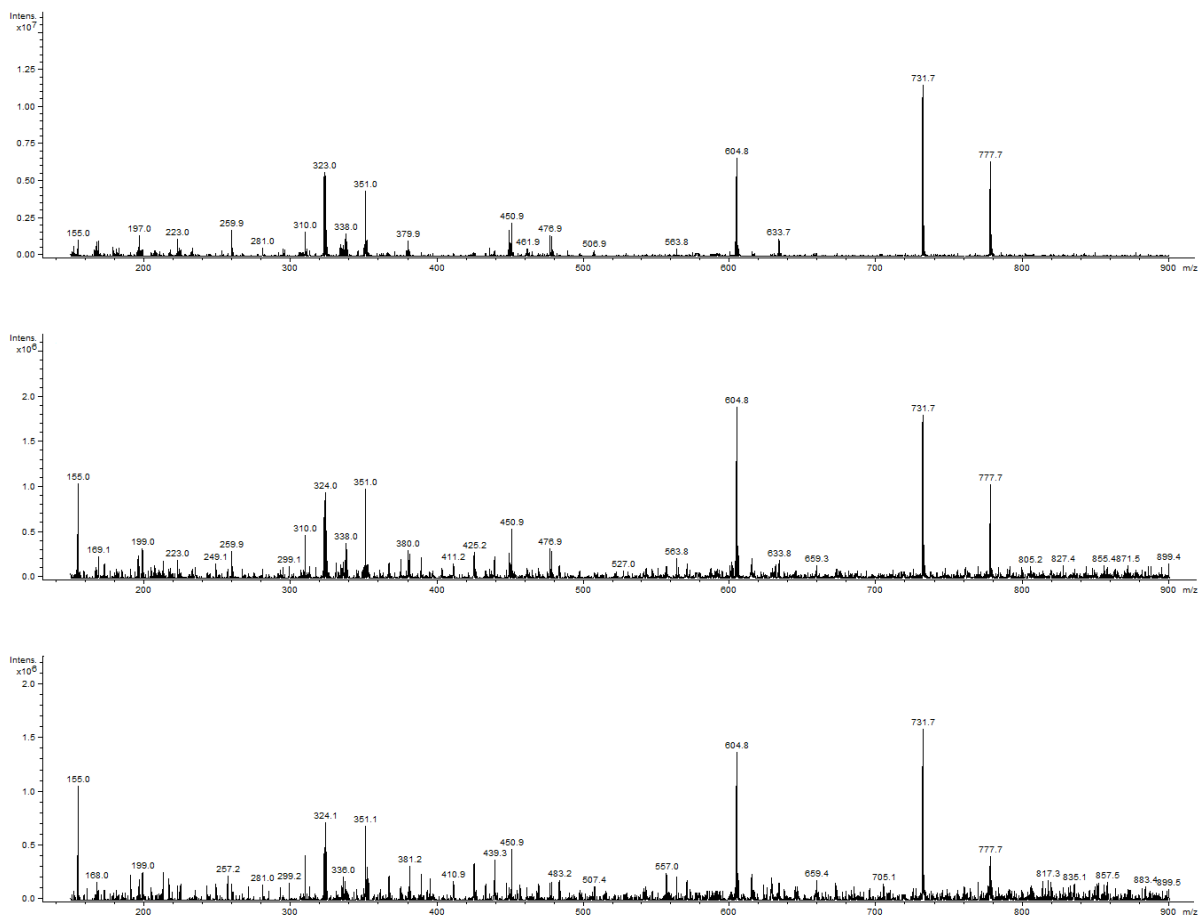 Intens.
x10⁷
1.25
1.00
0.75
0.50
0.25
0.00
155.0 197.0 223.0 259.9 281.0 310.0 323.0 338.0 351.0 379.9 450.9 461.9 476.9 506.9 563.8 604.8 633.7 731.7 777.7
200 300 400 500 600 700 800 900 m/z
Intens.
x10⁶
2.0
1.5
1.0
0.5
0.0
155.0 169.1 199.0 223.0 249.1 259.9 299.1 310.0 324.0 338.0 351.0 380.0 411.2 425.2 450.9 476.9 527.0 563.8 604.8 633.8 659.3 731.7 777.7 805.2 827.4 855.4 871.5 899.4
200 300 400 500 600 700 800 900 m/z
Intens.
x10⁶
2.0
1.5
1.0
0.5
0.0
155.0 168.0 199.0 257.2 281.0 299.2 324.1 336.0 351.1 381.2 410.9 439.3 450.9 483.2 507.4 557.0 604.8 659.4 705.1 731.7 777.7 817.3 835.1 857.5 883.4 899.5
200 300 400 500 600 700 800 900 m/z